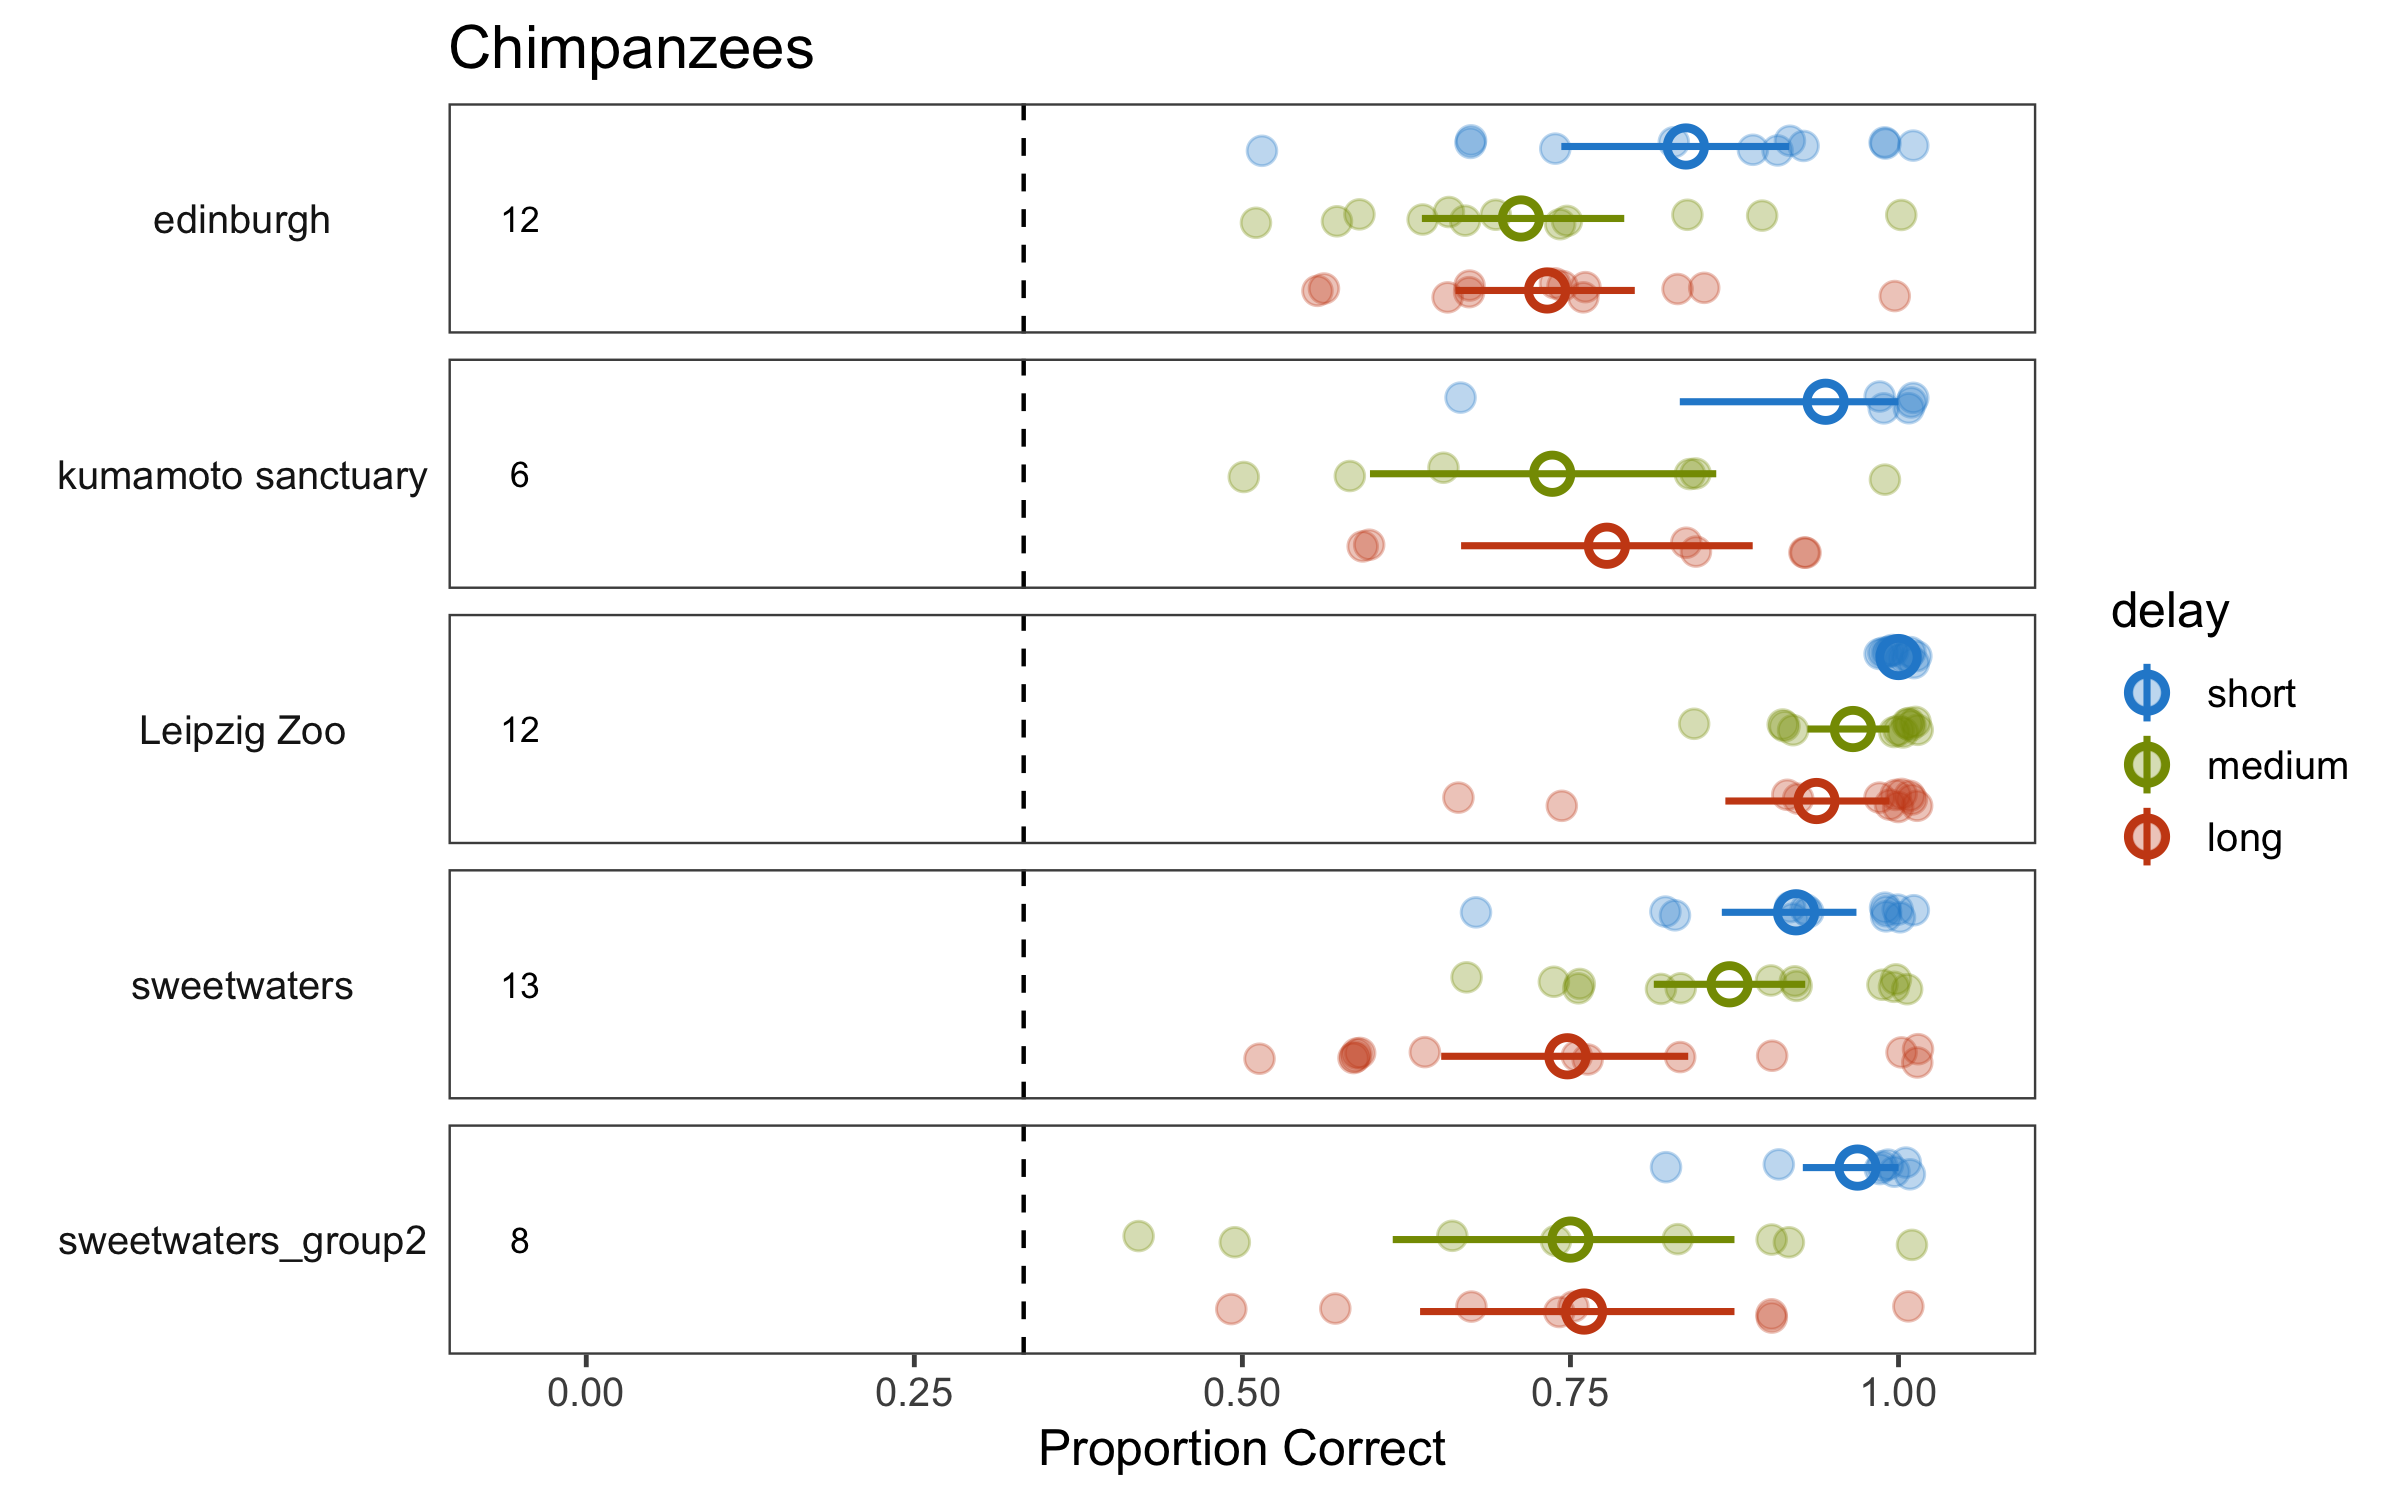 Chimpanzees
edinburgh
12
kumamoto sanctuary
6
Leipzig Zoo
12
sweetwaters
13
sweetwaters_group2
8
0.00
0.25
0.50
0.75
1.00
Proportion Correct
delay
short
medium
long